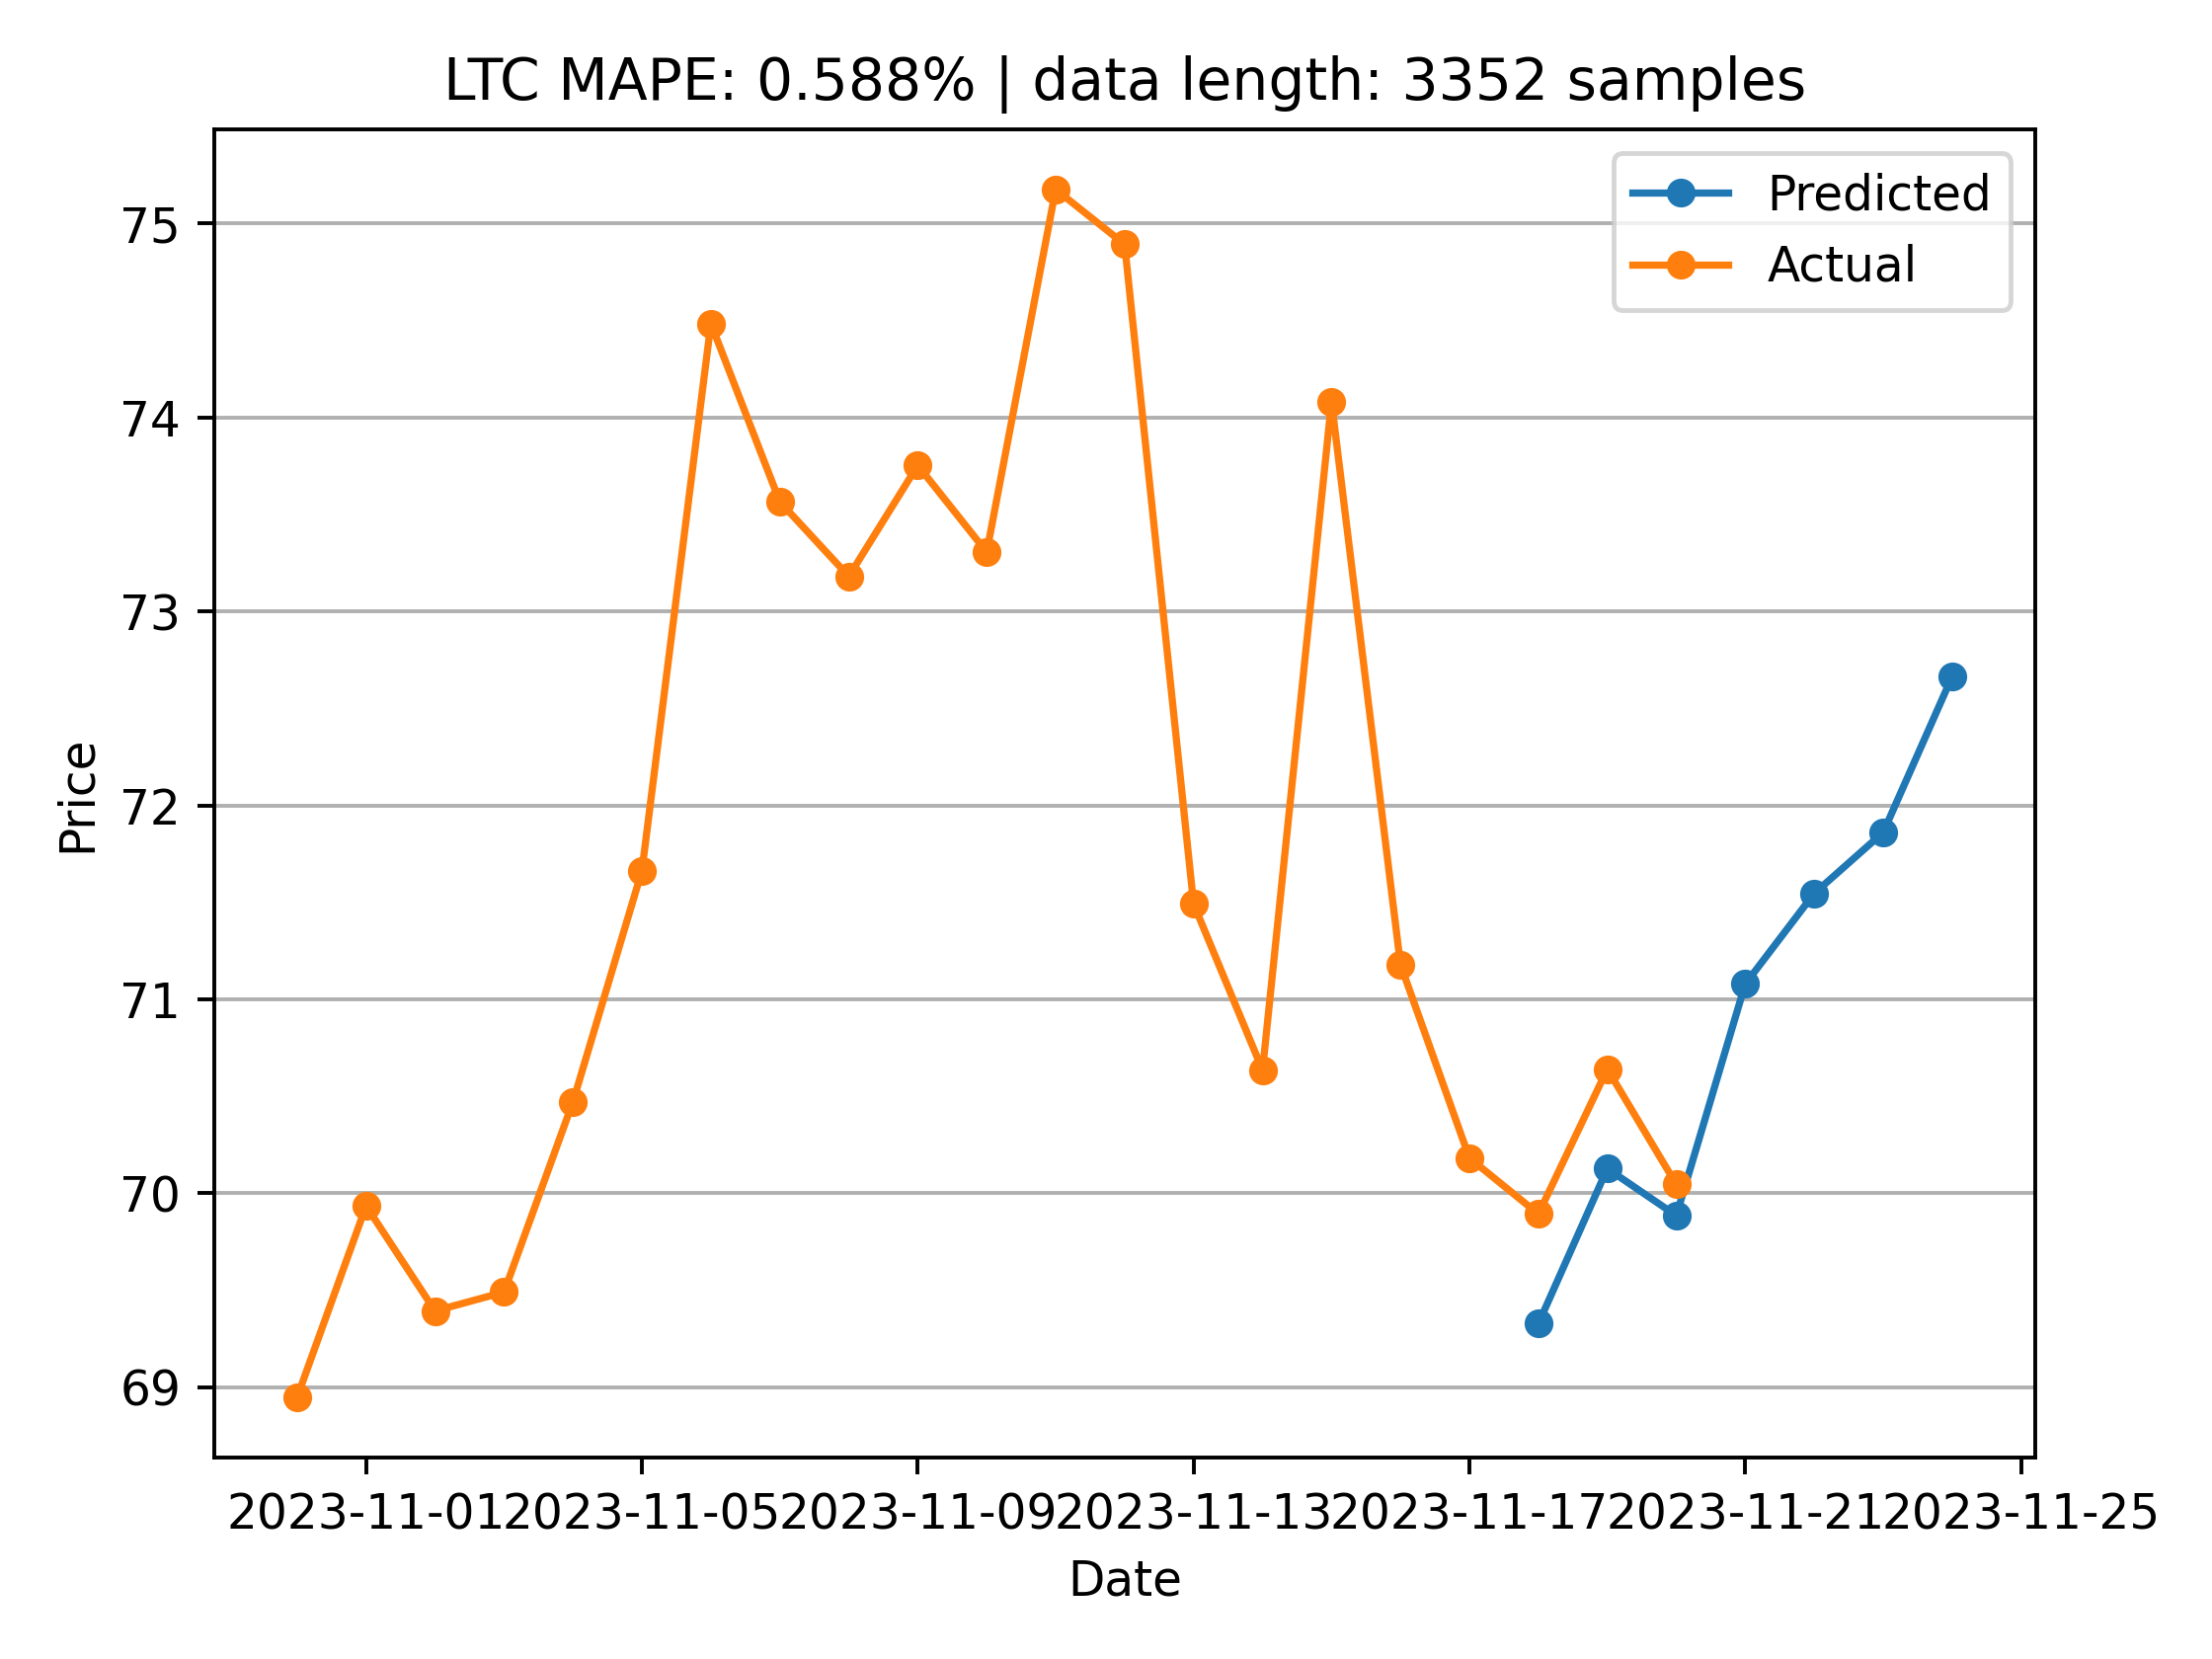 LTC MAPE: 0.588% | data length: 3352 samples
Predicted
Actual
75
74
73
72
71
70
69
Price
2023-11-01 2023-11-05 2023-11-09 2023-11-13 2023-11-17 2023-11-21 2023-11-25
Date